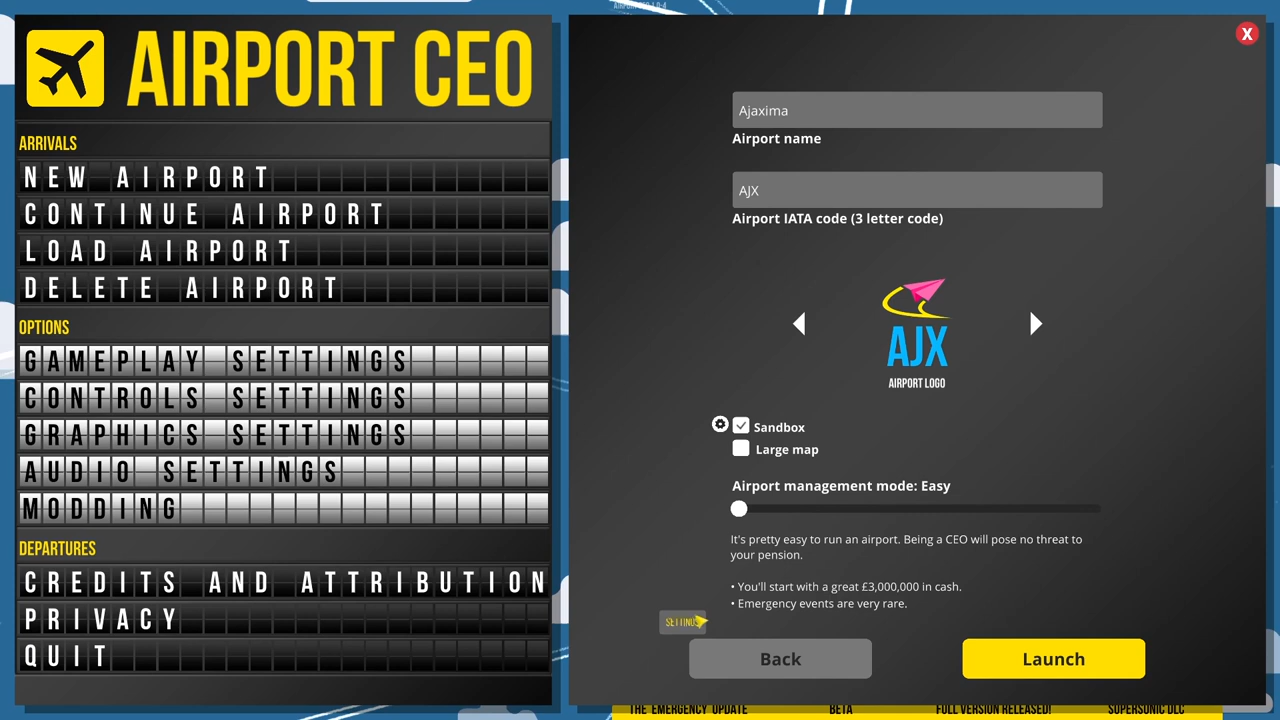 AIRPORT CEO
ARRIVALS
NEW AIRPORT
CONTINUE AIRPORT
LOAD AIRPORT
DELETE AIRPORT
OPTIONS
GAMEPLAY SETTINGS
CONTROLS SETTINGS
GRAPHICS SETTINGS
AUDIO SETTINGS
MODDING
DEPARTURES
CREDITS AND ATTRIBUTION
PRIVACY
QUIT
X
Ajaxima
Airport name
AJX
Airport IATA code (3 letter code)
AJX
AIRPORT LOGO
Sandbox
Large map
Airport management mode: Easy
It's pretty easy to run an airport. Being a CEO will pose no threat to
your pension.
• You'll start with a great £3,000,000 in cash.
• Emergency events are very rare.
SETTINGS
Back
Launch
THE EMERGENCY UPDATE
BETA
FULL VERSION RELEASED!
SUPERSONIC DLC